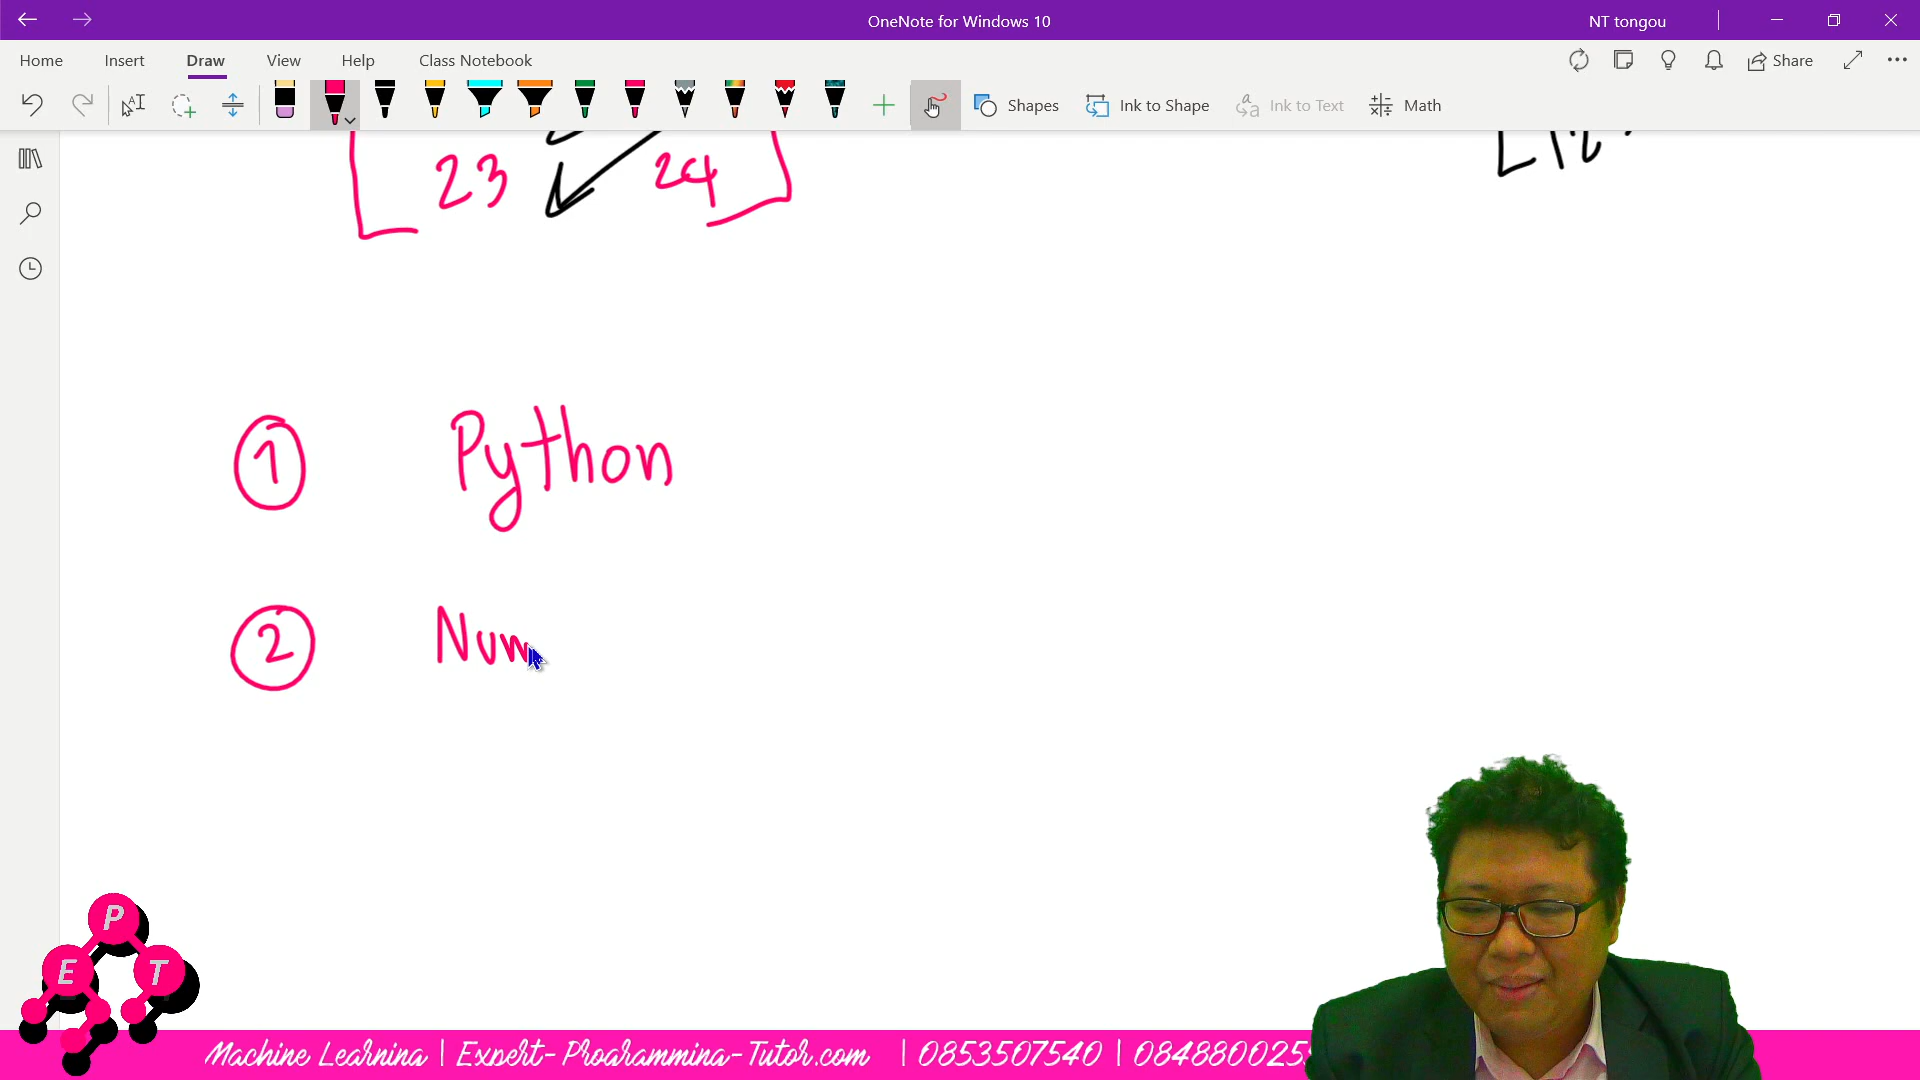 OneNote for Windows 10
NT tongou
Home Insert Draw View Help Class Notebook
Share
Shapes
Ink to Shape
Ink to Text
Math
23 24
1 Python
2 Num
P
E T
Machine Learning | Expert-Programming-Tutor.com | 0853507540 | 084880025